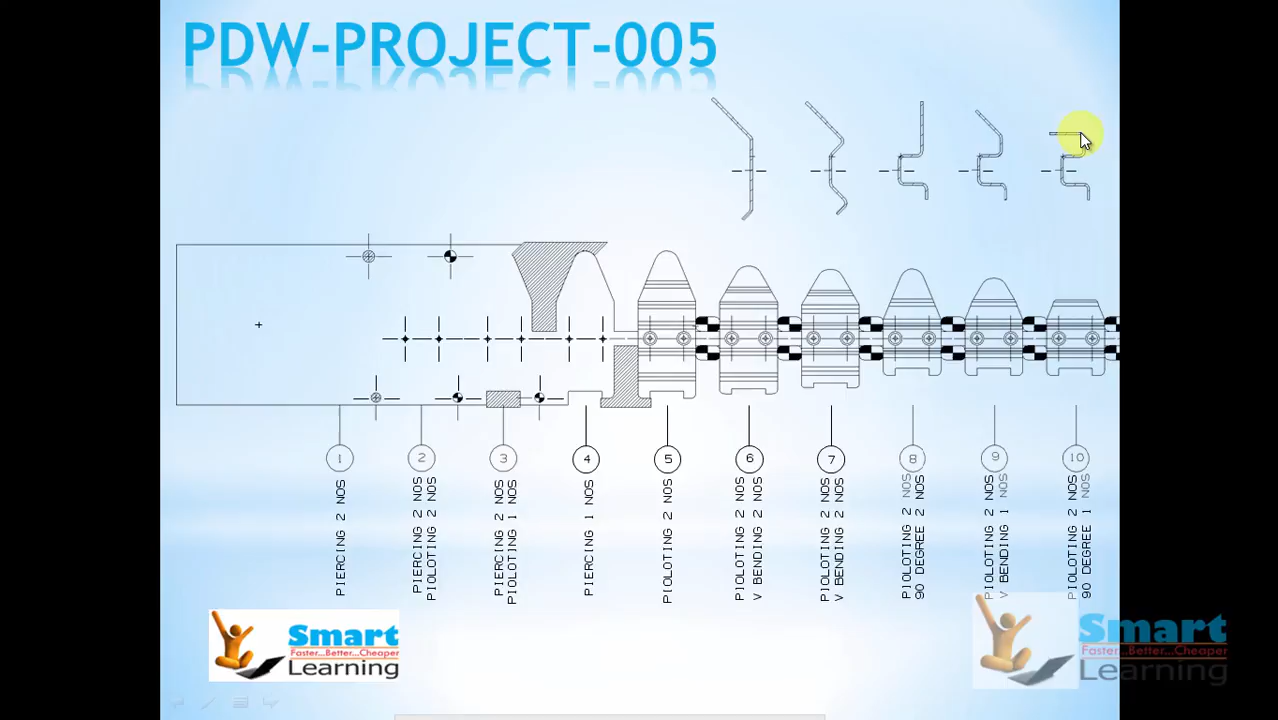 PDW-PROJECT-005
1
2
3
4
5
6
7
8
9
10
PIERCING 2 NOS
PIERCING 2 NOS
PIOLOTING 2 NOS
PIERCING 2 NOS
PIOLOTING 1 NOS
PIERCING 1 NOS
PIOLOTING 2 NOS
PIOLOTING 2 NOS
V BENDING 2 NOS
PIOLOTING 2 NOS
V BENDING 2 NOS
PIOLOTING 2 NOS
90 DEGREE 2 NOS
PIOLOTING 2 NOS
V BENDING 1 NOS
PIOLOTING 2 NOS
90 DEGREE 1 NOS
Smart
Faster...Better...Cheaper
Learning
Smart
Faster...Better...Cheaper
Learning